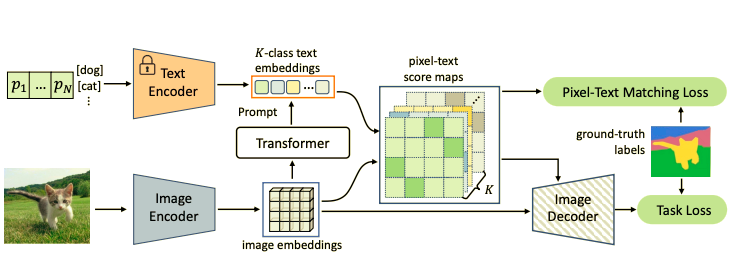 p₁ ... p_N
[dog]
[cat]
⋮
Text
Encoder
K-class text
embeddings
...
Prompt
Transformer
pixel-text
score maps
K
Pixel-Text Matching Loss
ground-truth
labels
Image
Encoder
image embeddings
Image
Decoder
Task Loss